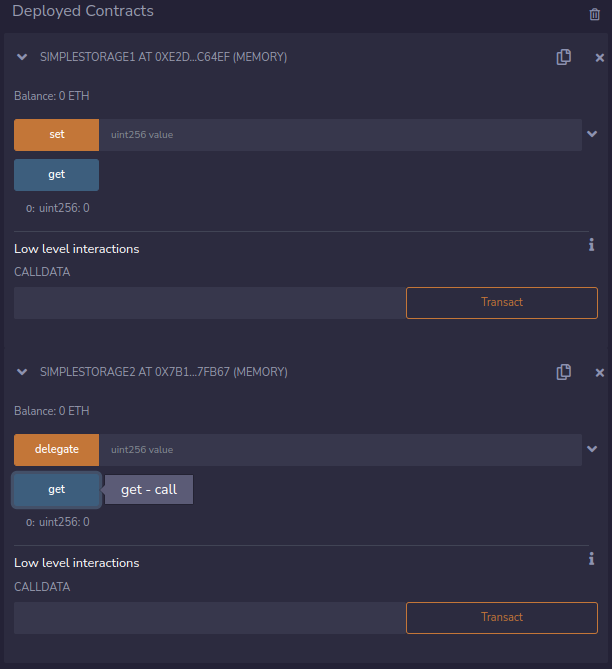 Deployed Contracts
SIMPLESTORAGE1 AT 0XE2D...C64EF (MEMORY)
Balance: 0 ETH
set uint256 value
get
0: uint256: 0
Low level interactions
CALLDATA
Transact
SIMPLESTORAGE2 AT 0X7B1...7FB67 (MEMORY)
Balance: 0 ETH
delegate uint256 value
get get - call
0: uint256: 0
Low level interactions
CALLDATA
Transact